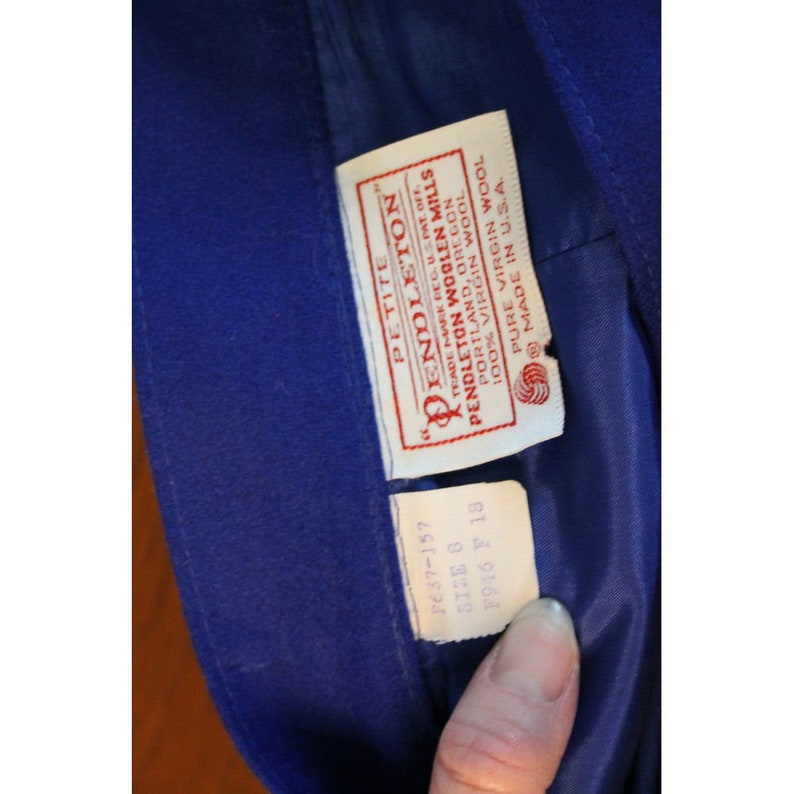 PETITE
"PENDLETON"
TRADE MARK REG. U.S. PAT. OFF.
PENDLETON WOOLEN MILLS
PORTLAND, OREGON
100% VIRGIN WOOL
PURE VIRGIN WOOL
® MADE IN U.S.A.
P637-157
SIZE 8
F946 F 18